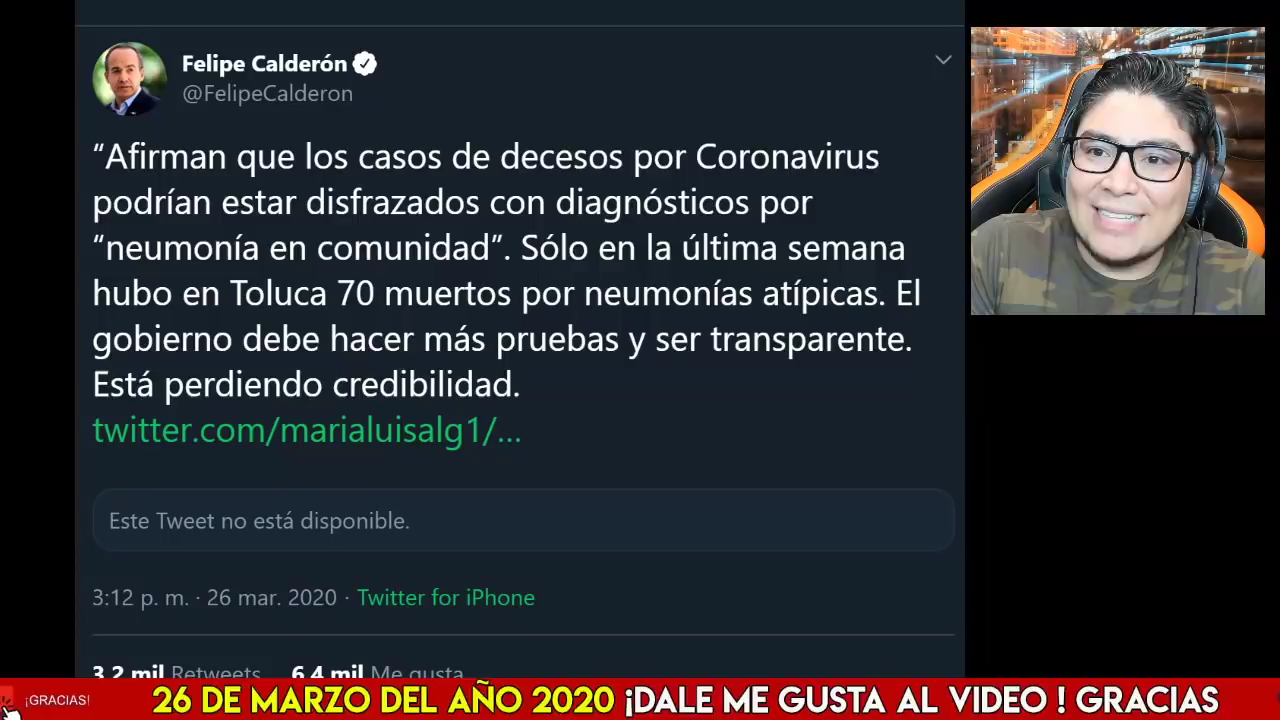 Felipe Calderón
@FelipeCalderon
“Afirman que los casos de decesos por Coronavirus
podrían estar disfrazados con diagnósticos por
“neumonía en comunidad”. Sólo en la última semana
hubo en Toluca 70 muertos por neumonías atípicas. El
gobierno debe hacer más pruebas y ser transparente.
Está perdiendo credibilidad.
twitter.com/marialuisalg1/...
Este Tweet no está disponible.
3:12 p. m. · 26 mar. 2020 · Twitter for iPhone
3.2 mil Retweets 6.4 mil Me gusta
¡GRACIAS! 26 DE MARZO DEL AÑO 2020 ¡DALE ME GUSTA AL VIDEO ! GRACIAS